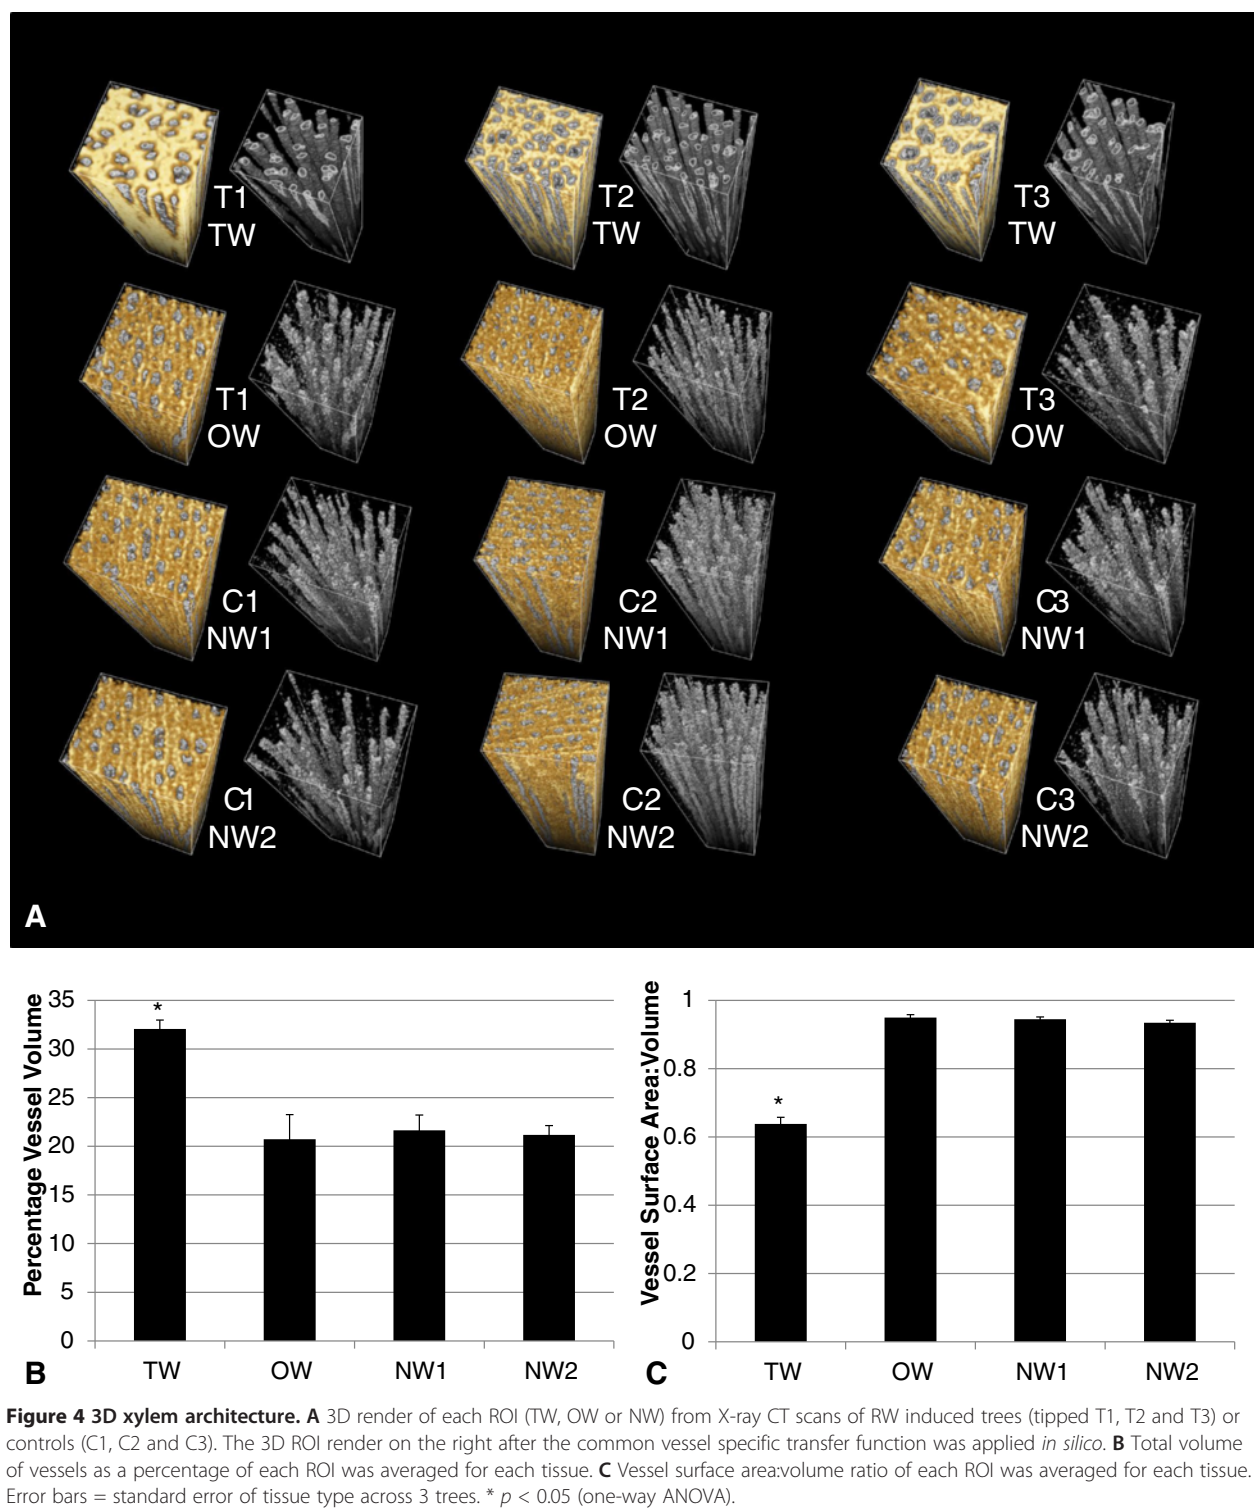 T1 T2 T3
TW TW TW
T1 T2 T3
OW OW OW
C1 C2 C3
NW1 NW1 NW1
C1 C2 C3
NW2 NW2 NW2
A
Percentage Vessel Volume
35
30
25
20
15
10
5
0
*
TW OW NW1 NW2
B
Vessel Surface Area:Volume
1
0.8
0.6
0.4
0.2
0
*
TW OW NW1 NW2
C
Figure 4 3D xylem architecture. A 3D render of each ROI (TW, OW or NW) from X-ray CT scans of RW induced trees (tipped T1, T2 and T3) or
controls (C1, C2 and C3). The 3D ROI render on the right after the common vessel specific transfer function was applied in silico. B Total volume
of vessels as a percentage of each ROI was averaged for each tissue. C Vessel surface area:volume ratio of each ROI was averaged for each tissue.
Error bars = standard error of tissue type across 3 trees. * p < 0.05 (one-way ANOVA).